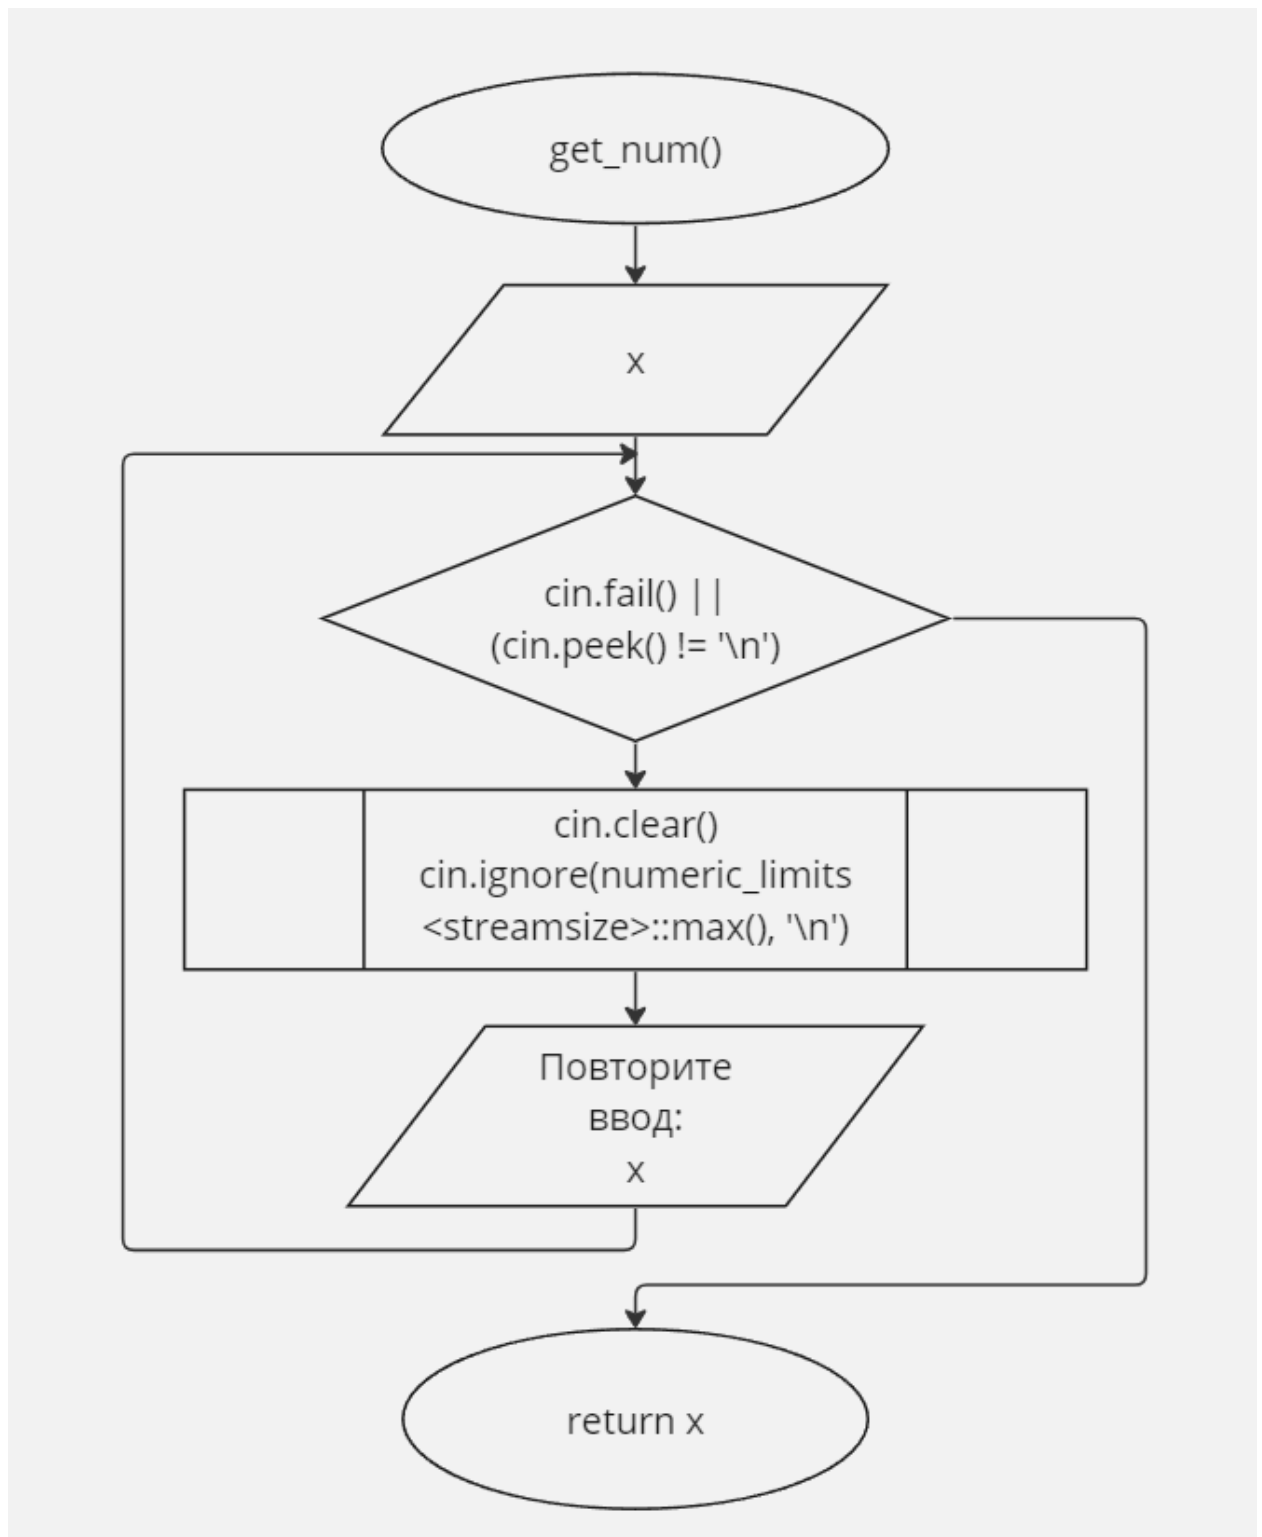 get_num()
x
cin.fail() ||
(cin.peek() != '\n')
cin.clear()
cin.ignore(numeric_limits
<streamsize>::max(), '\n')
Повторите
ввод:
x
return x